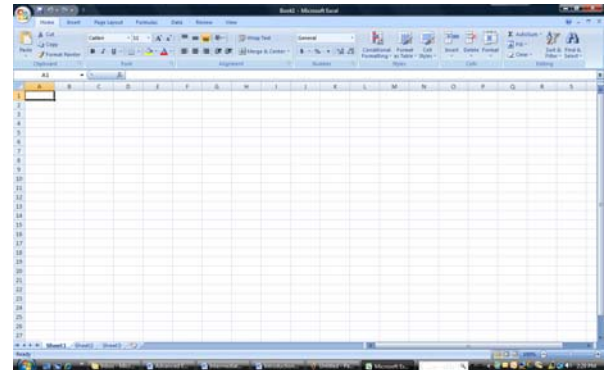 Book1 - Microsoft Excel
Home Insert Page Layout Formulas Data Review View
Paste
Cut
Copy
Format Painter
Clipboard
Calibri 11
B I U
Font
Wrap Text
Merge & Center
Alignment
General
Number
Conditional Formatting
Format as Table
Cell Styles
Styles
Insert Delete Format
Cells
AutoSum
Fill
Clear
Sort & Filter
Find & Select
Editing
A1
A B C D E F G H I J K L M N O P Q R S
1
2
3
4
5
6
7
8
9
10
11
12
13
14
15
16
17
18
19
20
21
22
23
24
25
26
27
Sheet1 Sheet2 Sheet3
Ready 100%
Microsoft Ex...